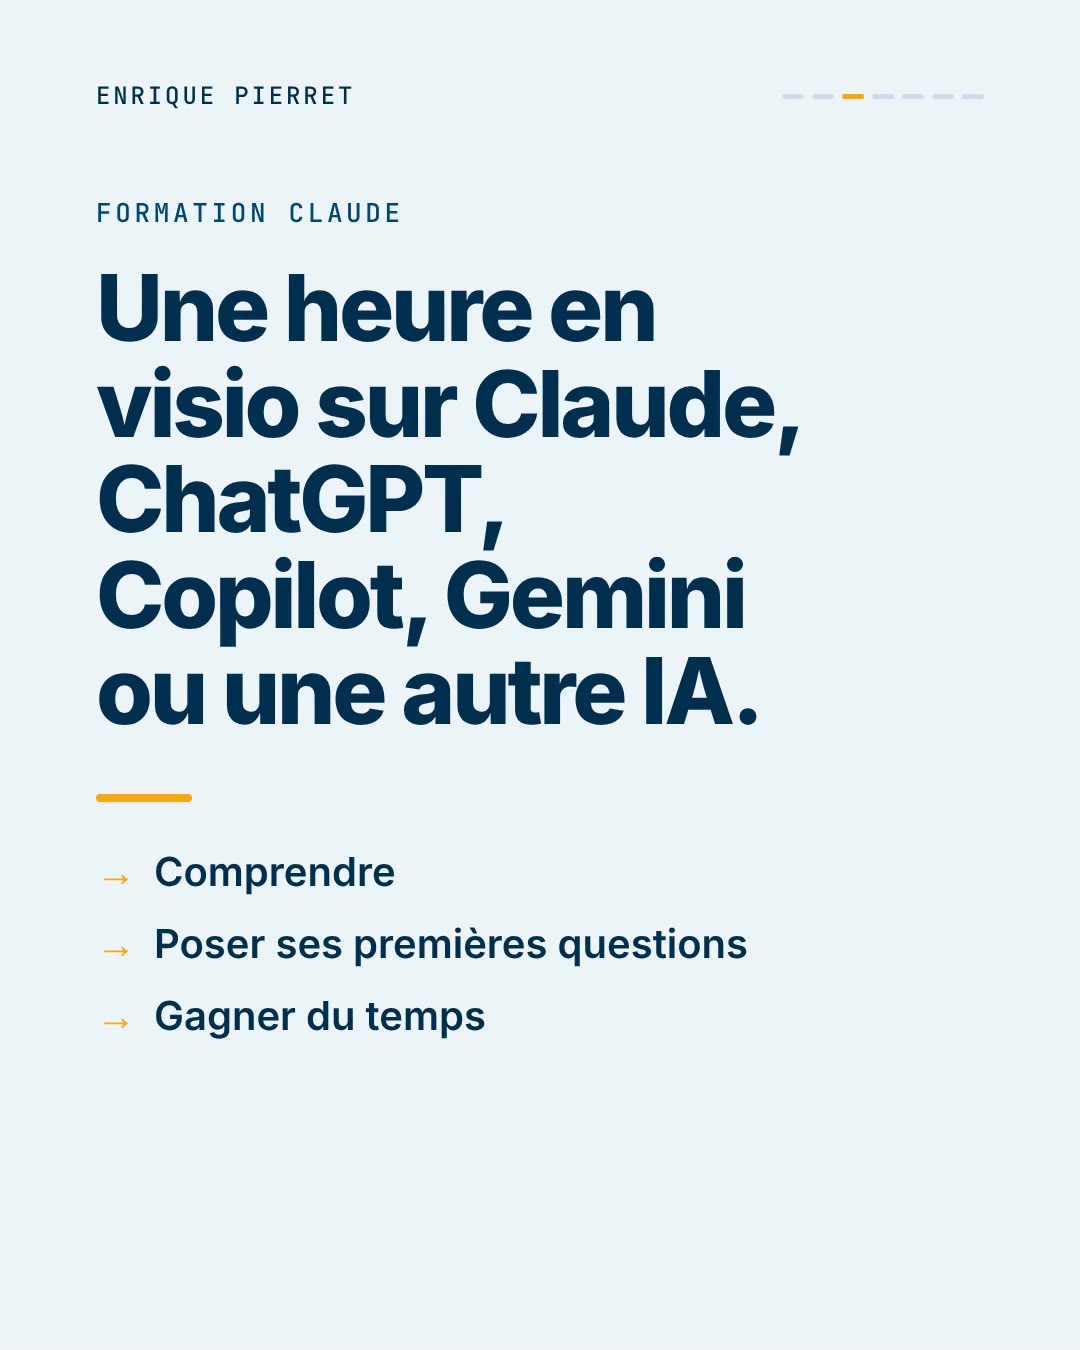 ENRIQUE PIERRET
FORMATION CLAUDE
Une heure en
visio sur Claude,
ChatGPT,
Copilot, Gemini
ou une autre IA.
→ Comprendre
→ Poser ses premières questions
→ Gagner du temps